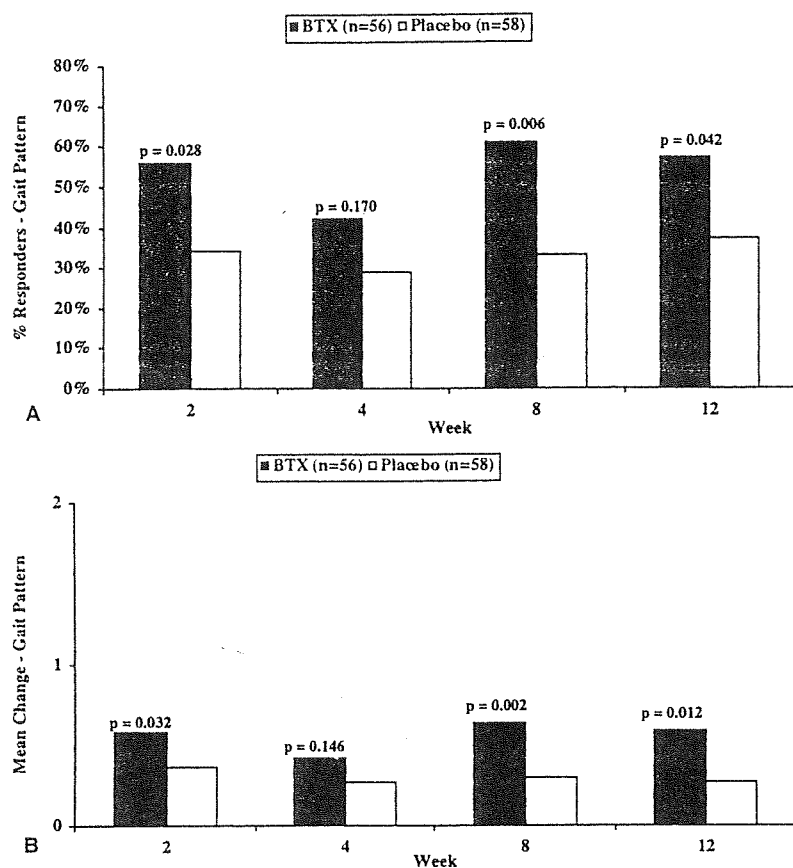 ■ BTX (n=56) □ Placebo (n=58)
% Responders - Gait Pattern
80%
70%
60%
50%
40%
30%
20%
10%
0%
p = 0.028
p = 0.170
p = 0.006
p = 0.042
2
4
8
12
Week
A
■ BTX (n=56) □ Placebo (n=58)
Mean Change - Gait Pattern
2
1
0
p = 0.032
p = 0.146
p = 0.002
p = 0.012
2
4
8
12
Week
B